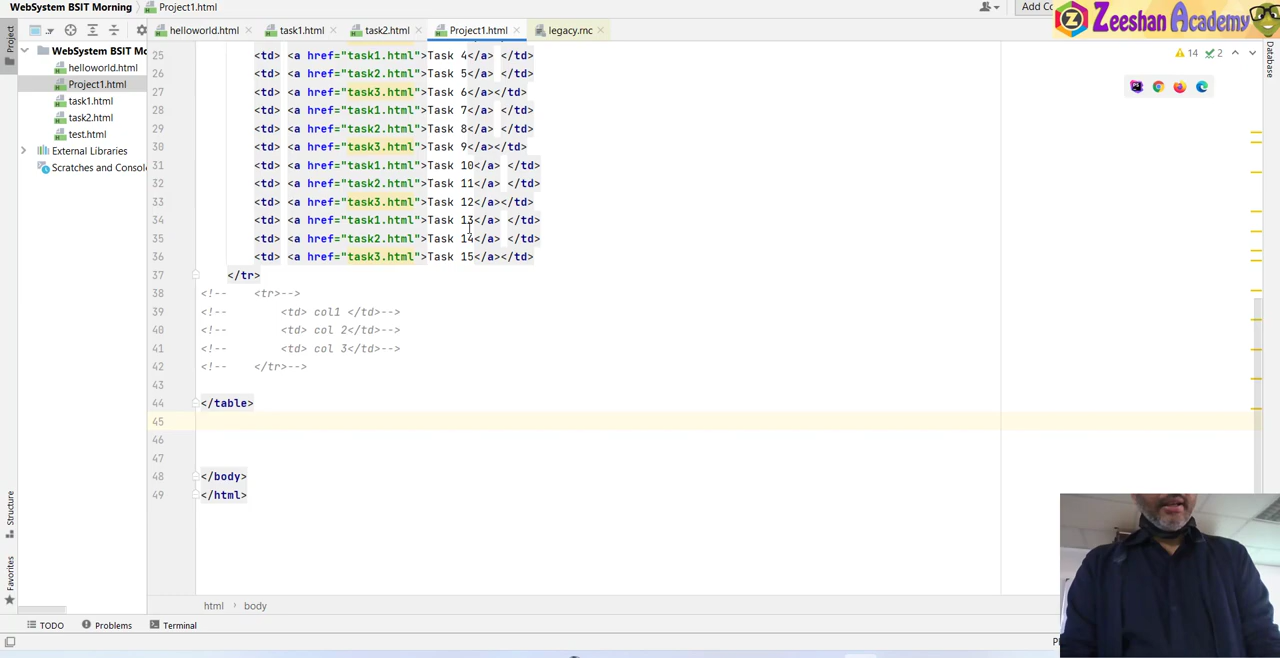 WebSystem BSIT Morning Project1.html
Add Co
Zeeshan Academy
helloworld.html task1.html task2.html Project1.html legacy.rnc
Project
WebSystem BSIT Mo
helloworld.html
Project1.html
task1.html
task2.html
test.html
External Libraries
Scratches and Consol
14 2
Database
25 <td> <a href="task1.html">Task 4</a> </td>
26 <td> <a href="task2.html">Task 5</a> </td>
27 <td> <a href="task3.html">Task 6</a></td>
28 <td> <a href="task1.html">Task 7</a> </td>
29 <td> <a href="task2.html">Task 8</a> </td>
30 <td> <a href="task3.html">Task 9</a></td>
31 <td> <a href="task1.html">Task 10</a> </td>
32 <td> <a href="task2.html">Task 11</a> </td>
33 <td> <a href="task3.html">Task 12</a></td>
34 <td> <a href="task1.html">Task 13</a> </td>
35 <td> <a href="task2.html">Task 14</a> </td>
36 <td> <a href="task3.html">Task 15</a></td>
37 </tr>
38 <!-- <tr>-->
39 <!-- <td> col1 </td>-->
40 <!-- <td> col 2</td>-->
41 <!-- <td> col 3</td>-->
42 <!-- </tr>-->
43
44 </table>
45
46
47
48 </body>
49 </html>
Structure
Favorites
html › body
TODO Problems Terminal